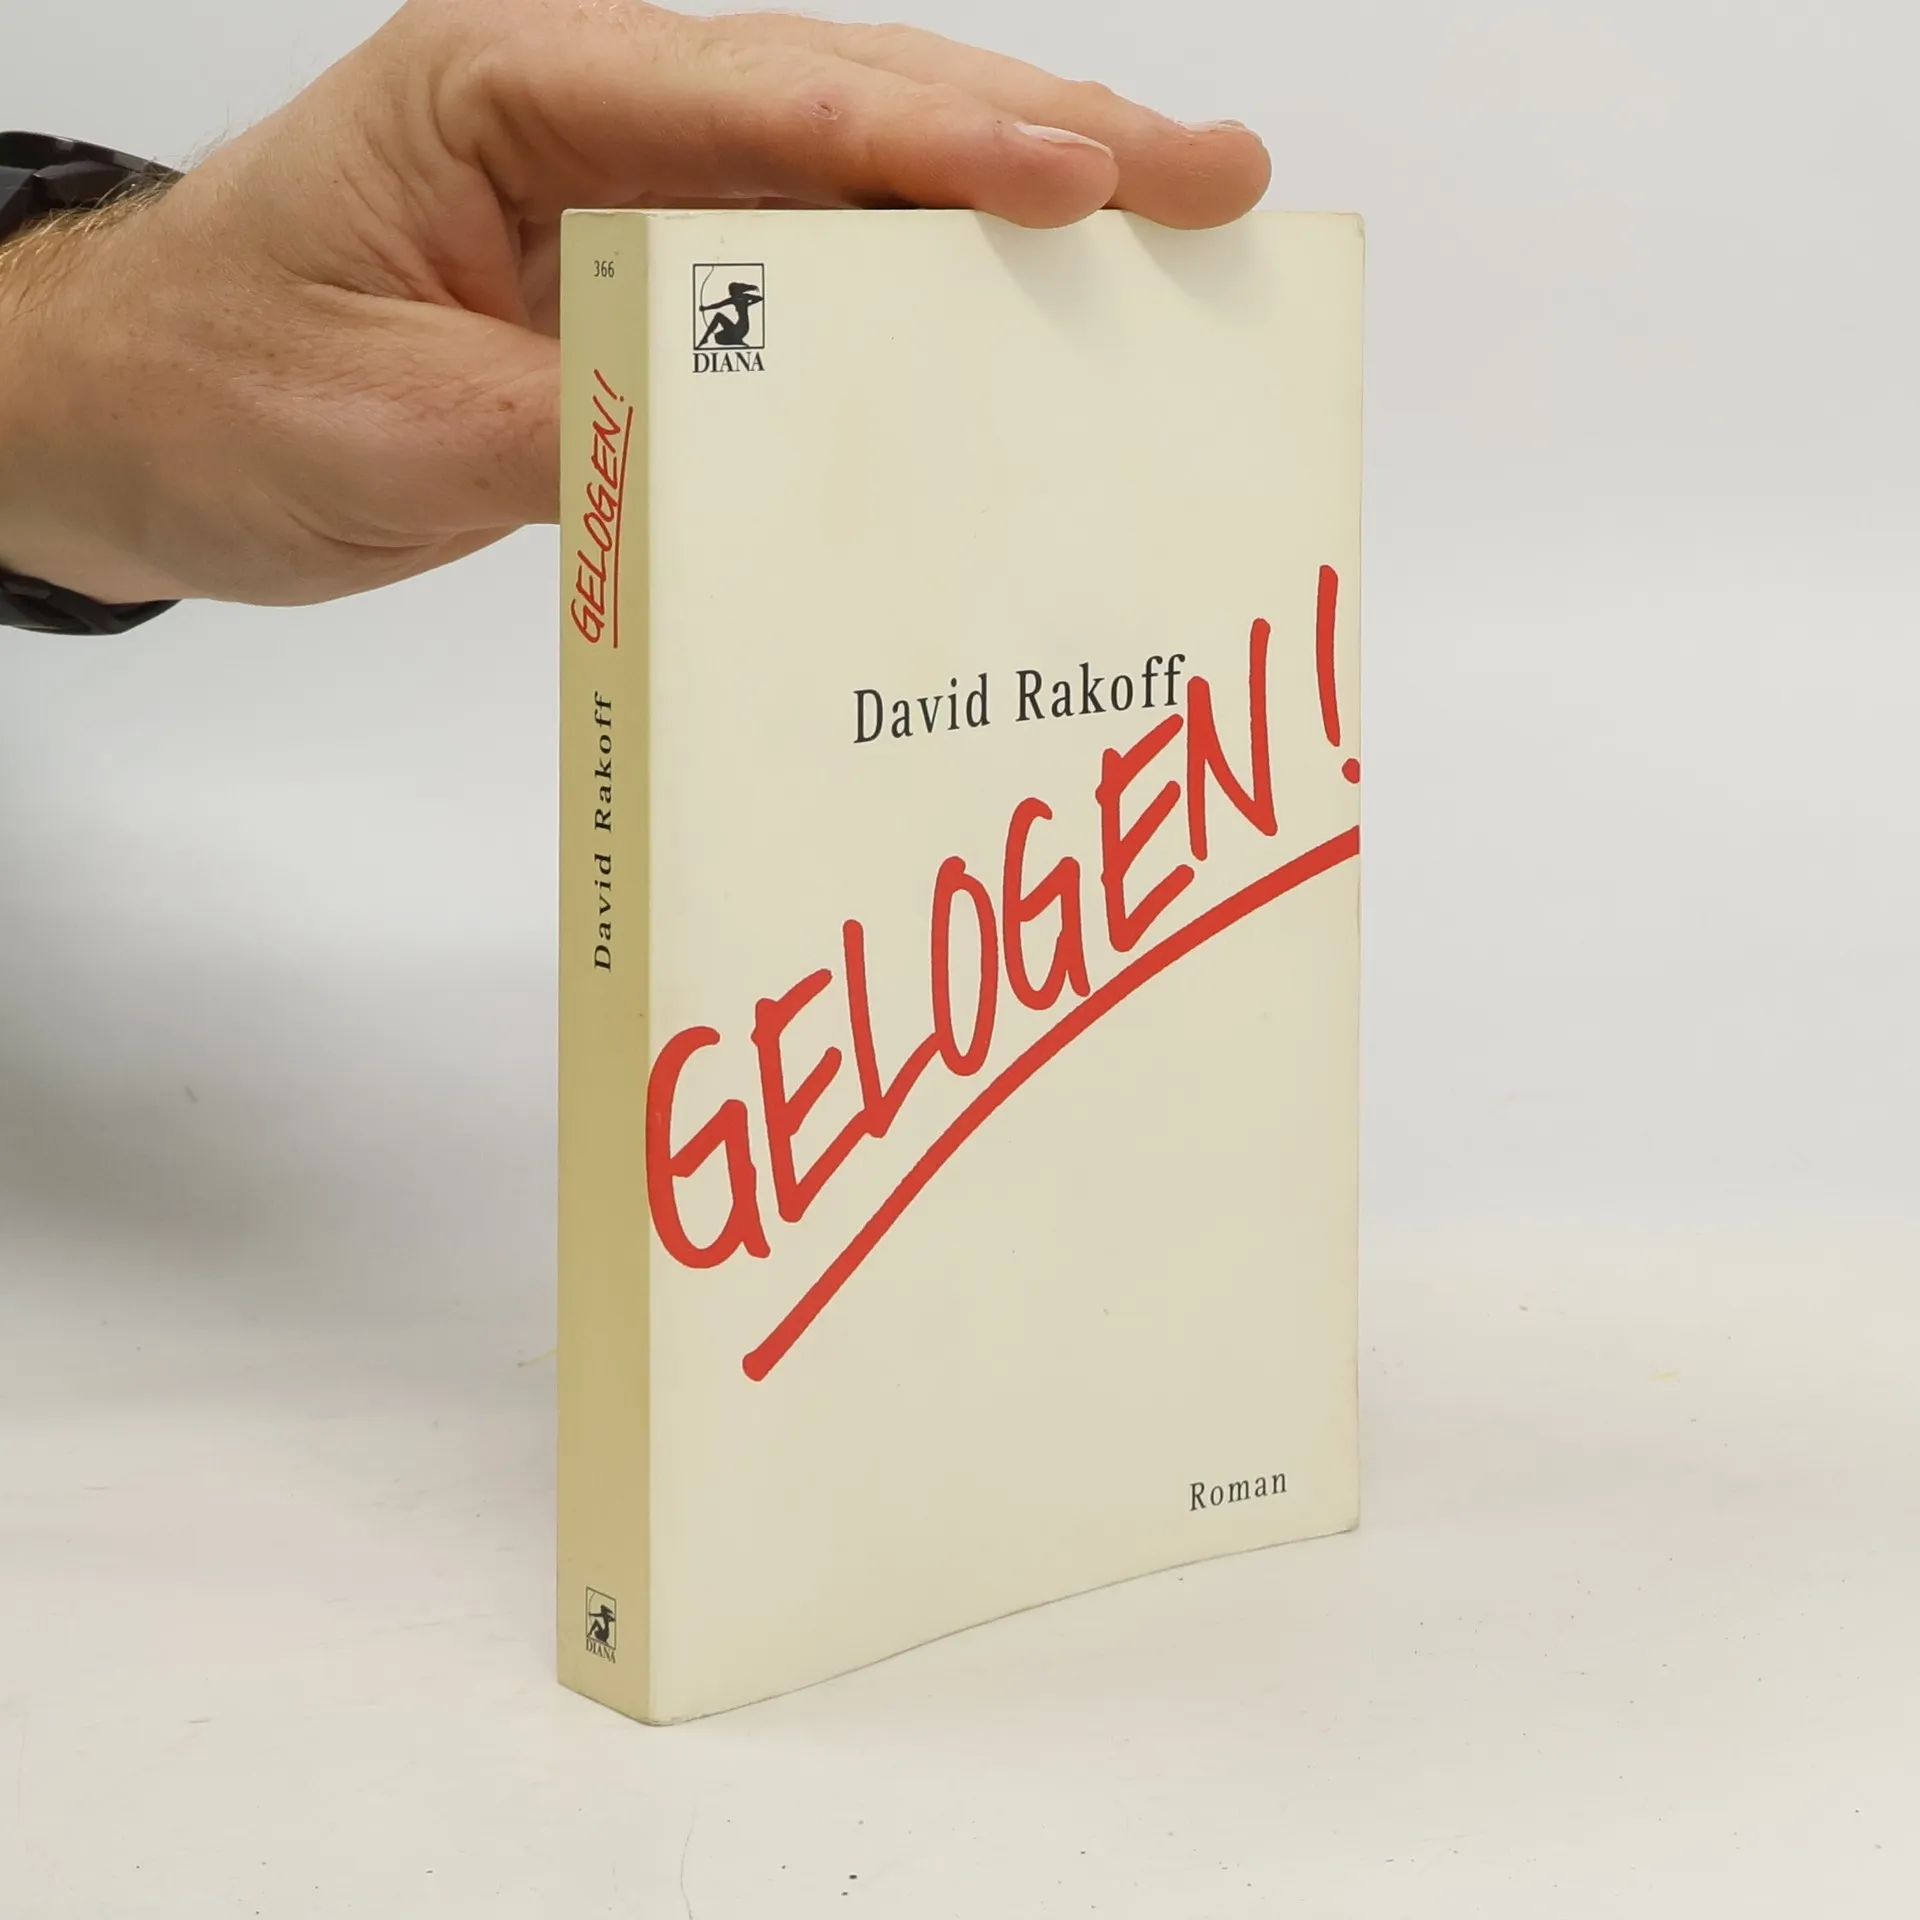 366
GELOGEN!
David Rakoff
DIANA
DIANA
David Rakoff
GELOGEN!
Roman